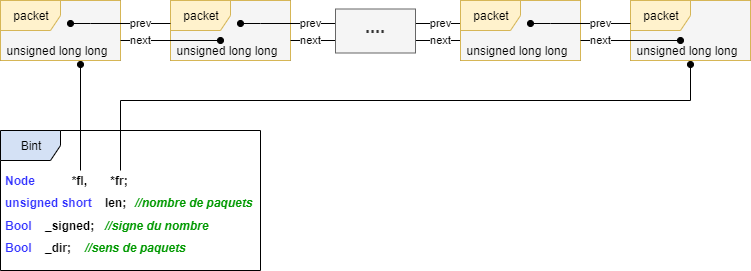 packet prev packet prev .... prev packet prev packet
next next next next
unsigned long long unsigned long long unsigned long long unsigned long long
Bint
Node *fl, *fr;
unsigned short len; //nombre de paquets
Bool _signed; //signe du nombre
Bool _dir; //sens de paquets